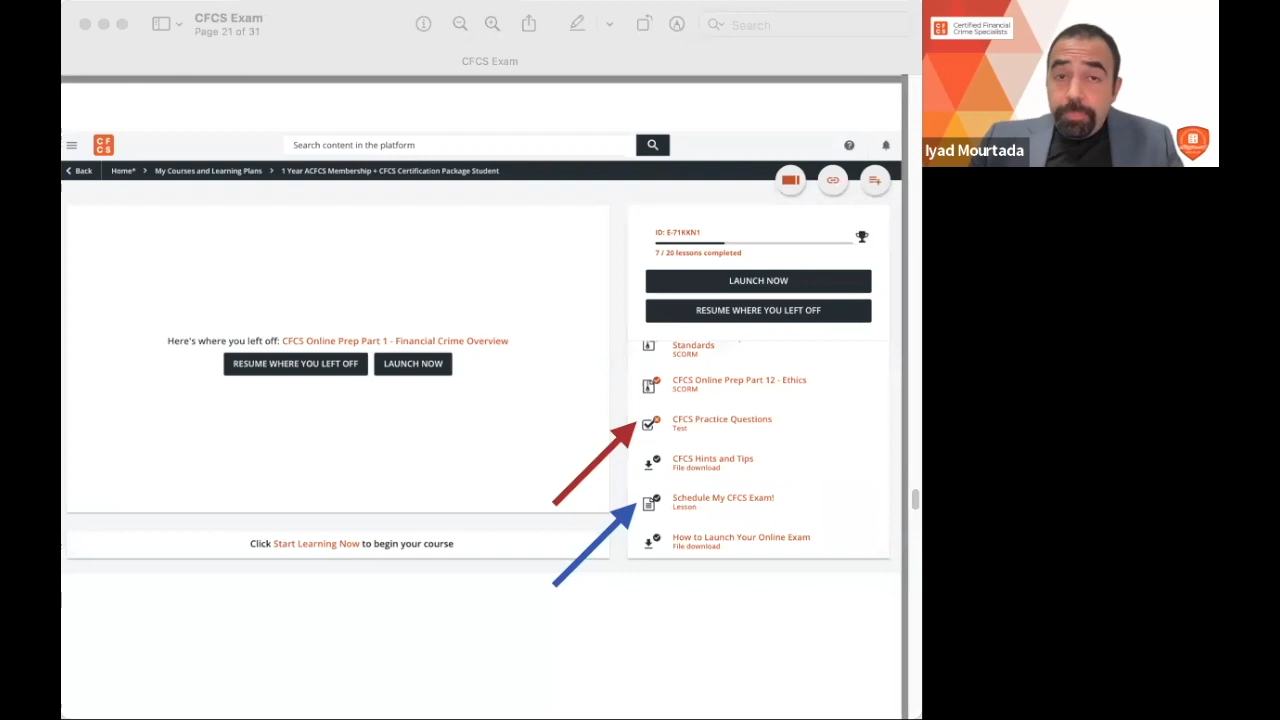 CFCS Exam
Page 21 of 31
Search
CFCS Exam
CF
CS
Search content in the platform
Back
Home*
My Courses and Learning Plans
1 Year ACFCS Membership + CFCS Certification Package Student
ID: E-71KKN1
7 / 20 lessons completed
LAUNCH NOW
RESUME WHERE YOU LEFT OFF
Here's where you left off: CFCS Online Prep Part 1 - Financial Crime Overview
RESUME WHERE YOU LEFT OFF
LAUNCH NOW
Click Start Learning Now to begin your course
Standards
SCORM
CFCS Online Prep Part 12 - Ethics
SCORM
CFCS Practice Questions
Test
CFCS Hints and Tips
File download
Schedule My CFCS Exam!
Lesson
How to Launch Your Online Exam
File download
CF
CS
Certified Financial
Crime Specialists
Iyad Mourtada